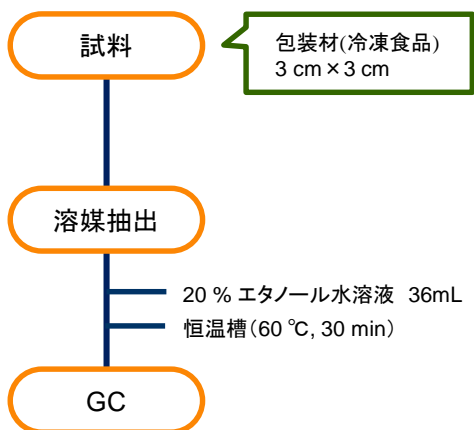 試料
包装材(冷凍食品)
3 cm×3 cm
溶媒抽出
20 % エタノール水溶液 36mL
恒温槽(60 ℃, 30 min)
GC